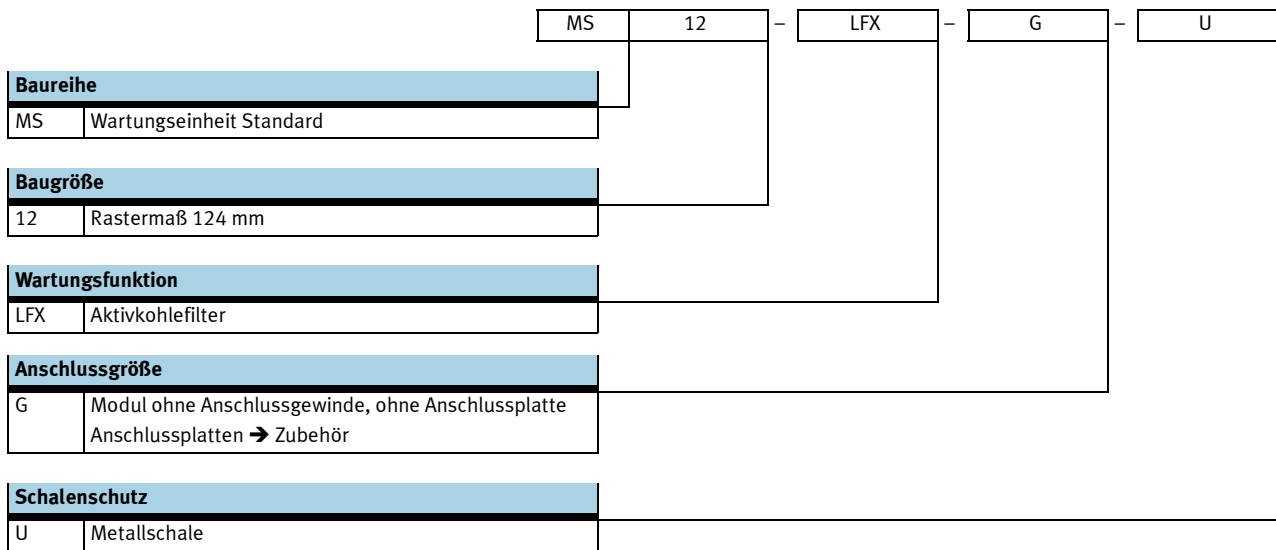 MS 12 – LFX – G – U
Baureihe
MS Wartungseinheit Standard
Baugröße
12 Rastermaß 124 mm
Wartungsfunktion
LFX Aktivkohlefilter
Anschlussgröße
G Modul ohne Anschlussgewinde, ohne Anschlussplatte
Anschlussplatten ➔ Zubehör
Schalenschutz
U Metallschale